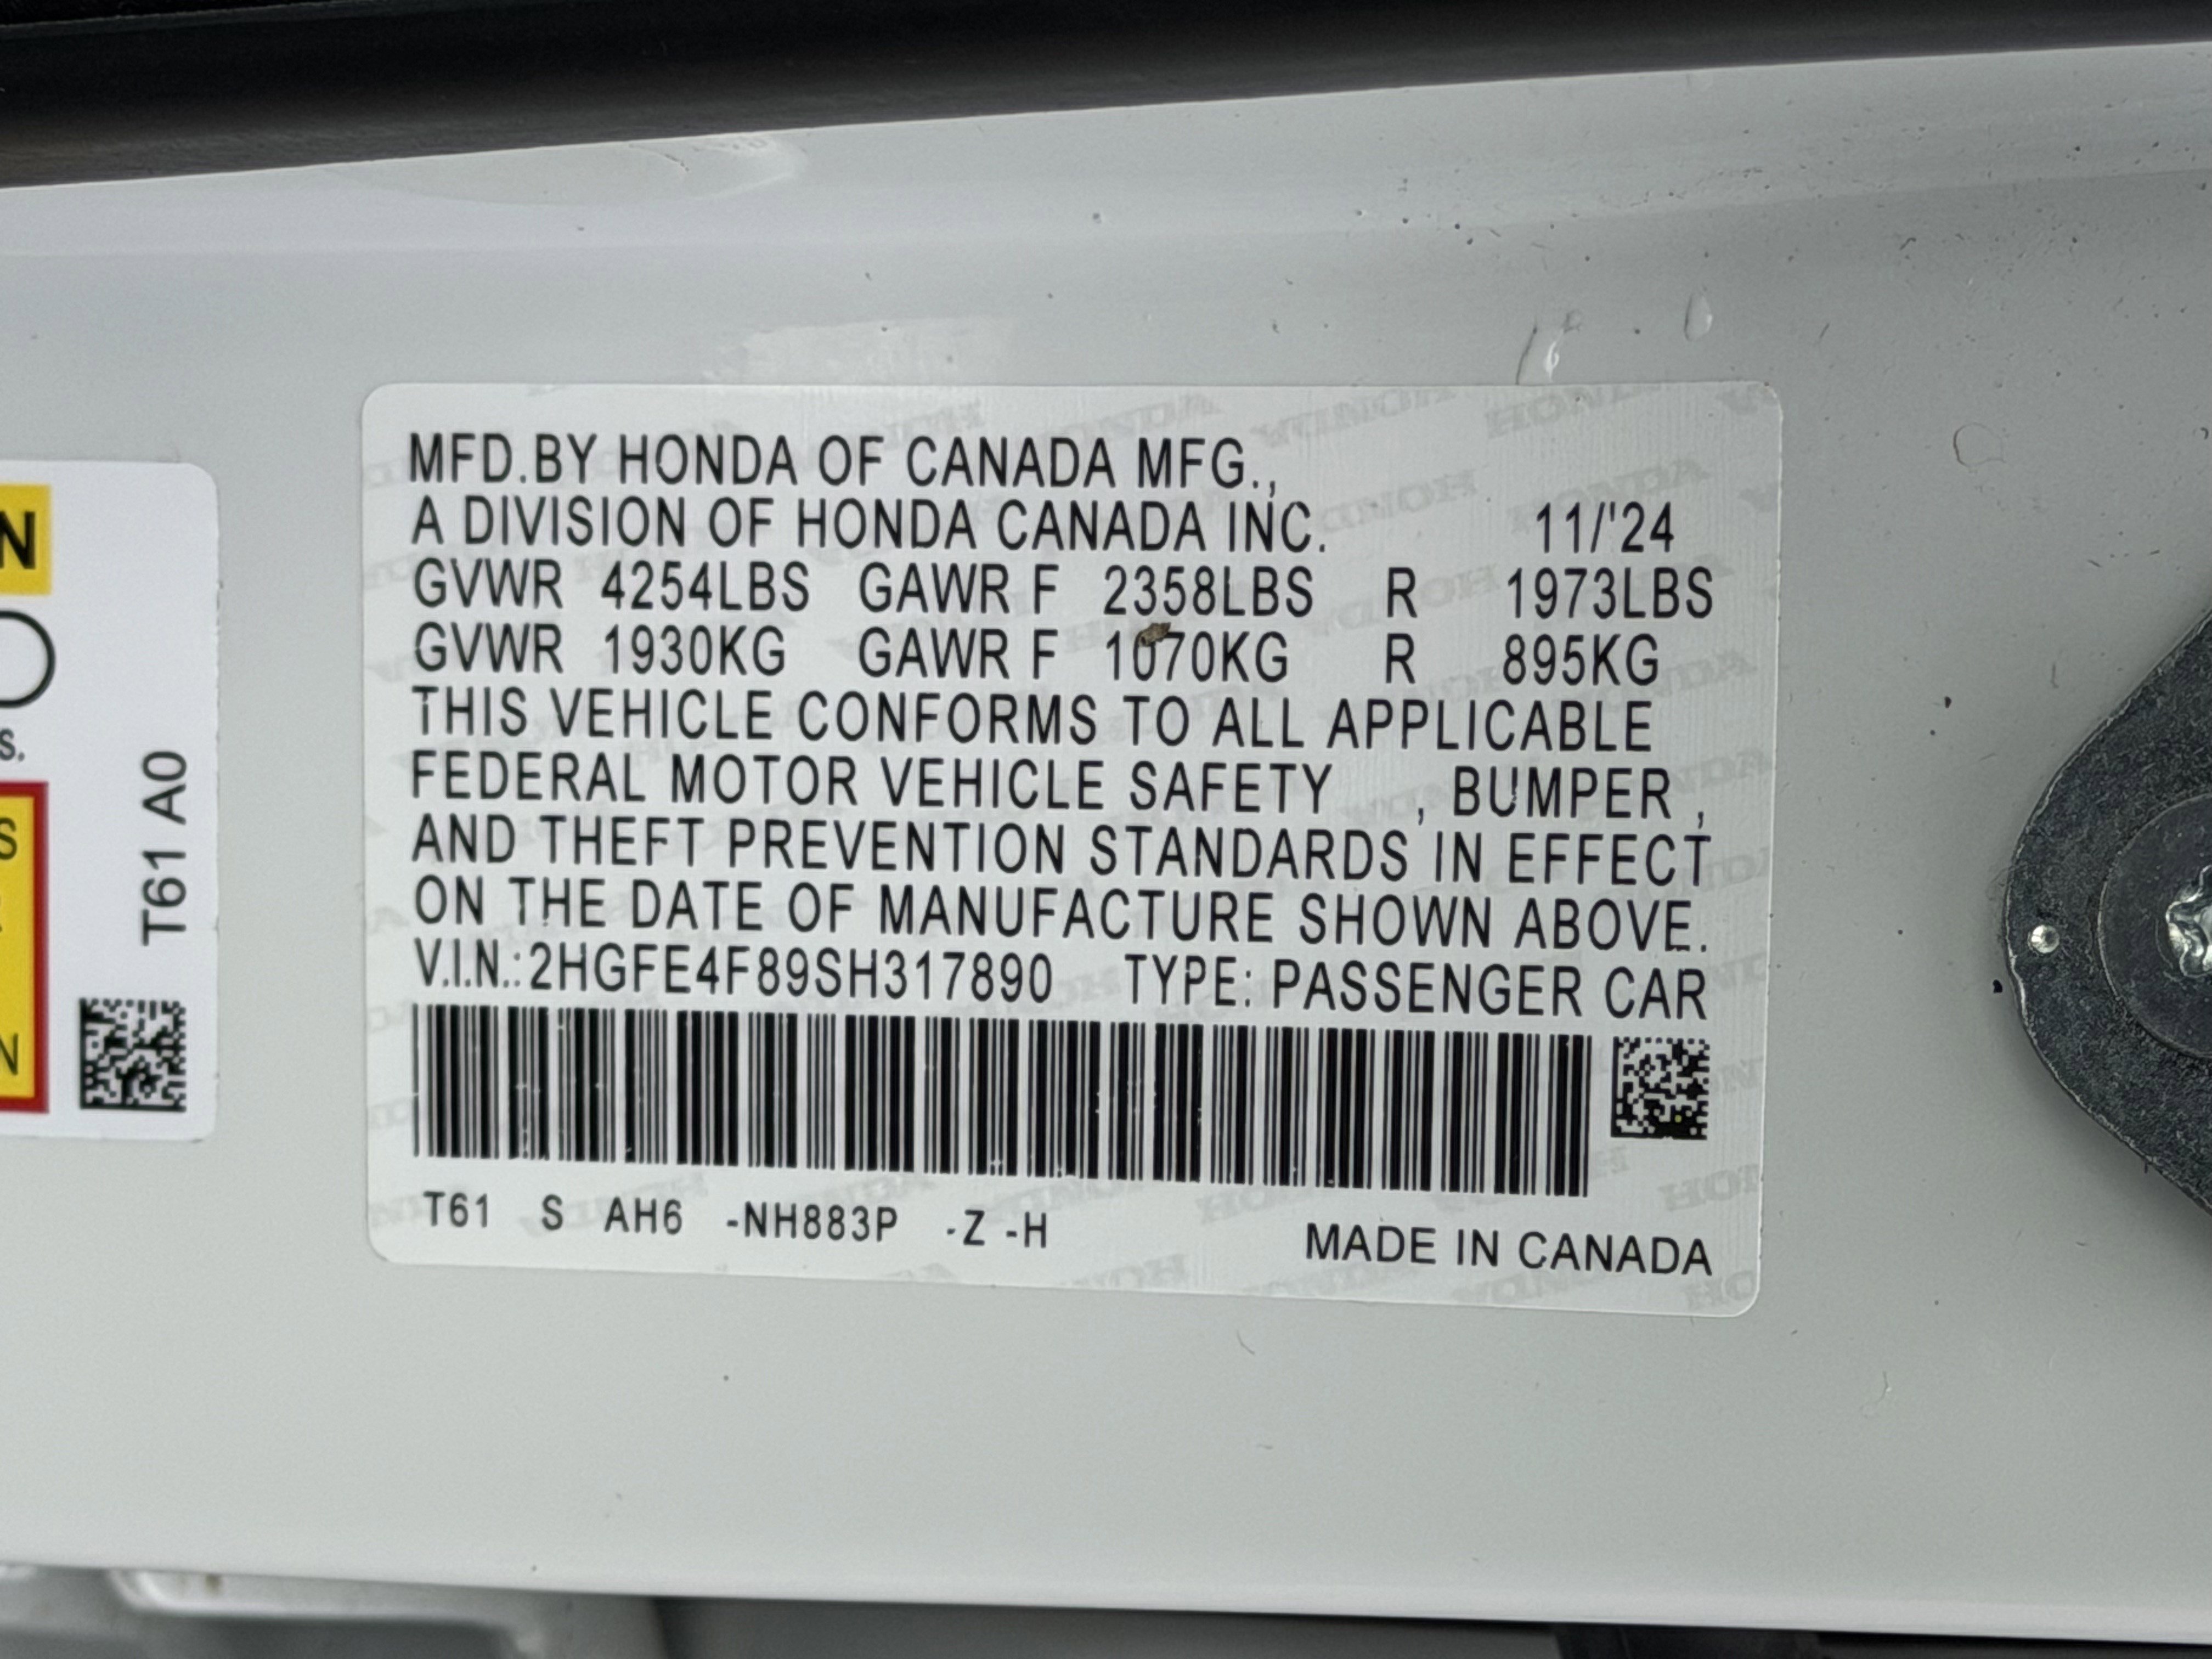 MFD.BY HONDA OF CANADA MFG.,
A DIVISION OF HONDA CANADA INC. 11/'24
GVWR 4254LBS GAWR F 2358LBS R 1973LBS
GVWR 1930KG GAWR F 1070KG R 895KG
THIS VEHICLE CONFORMS TO ALL APPLICABLE
FEDERAL MOTOR VEHICLE SAFETY , BUMPER ,
AND THEFT PREVENTION STANDARDS IN EFFECT
ON THE DATE OF MANUFACTURE SHOWN ABOVE.
V.I.N.:2HGFE4F89SH317890 TYPE: PASSENGER CAR
T61 S AH6 -NH883P -Z -H
MADE IN CANADA
T61 A0